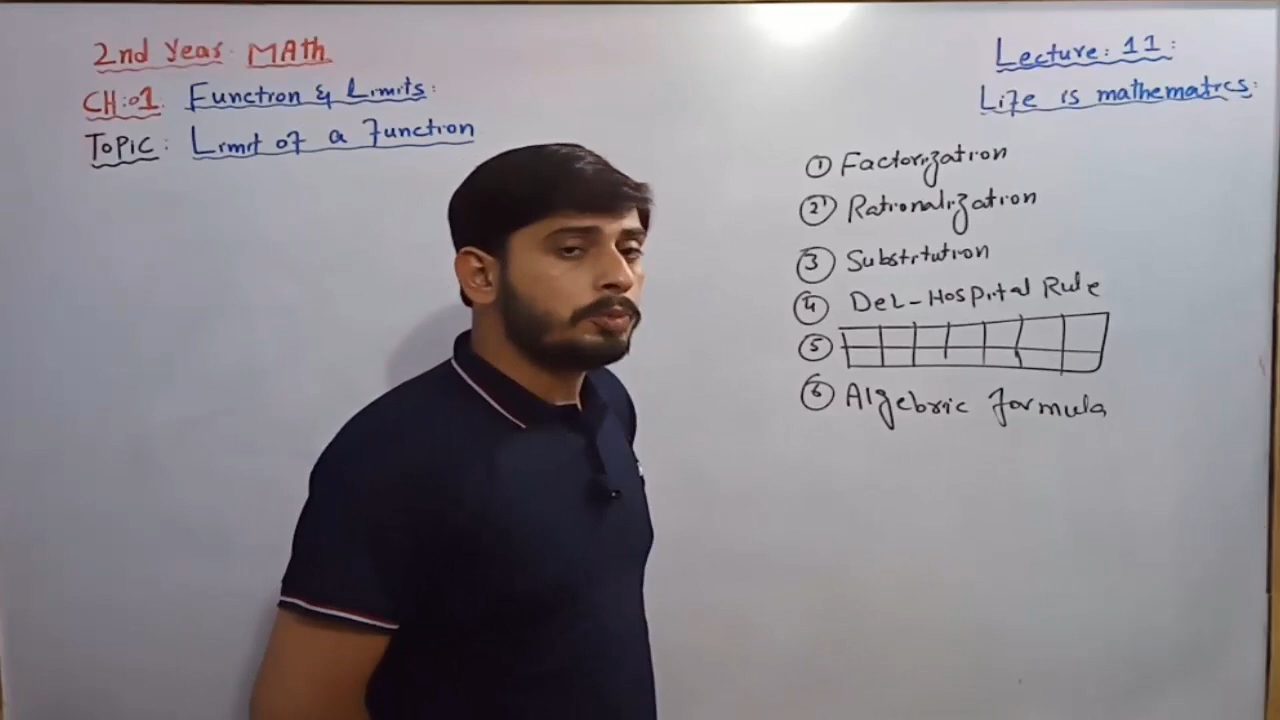 2nd Year MAth
CH:01: Function & Limits:
Topic: Limit of a Function
Lecture: 11:
Life is mathematics:
① Factorization
② Rationalization
③ Substitution
④ DeL-Hospital Rule
⑤
⑥ Algebric formula